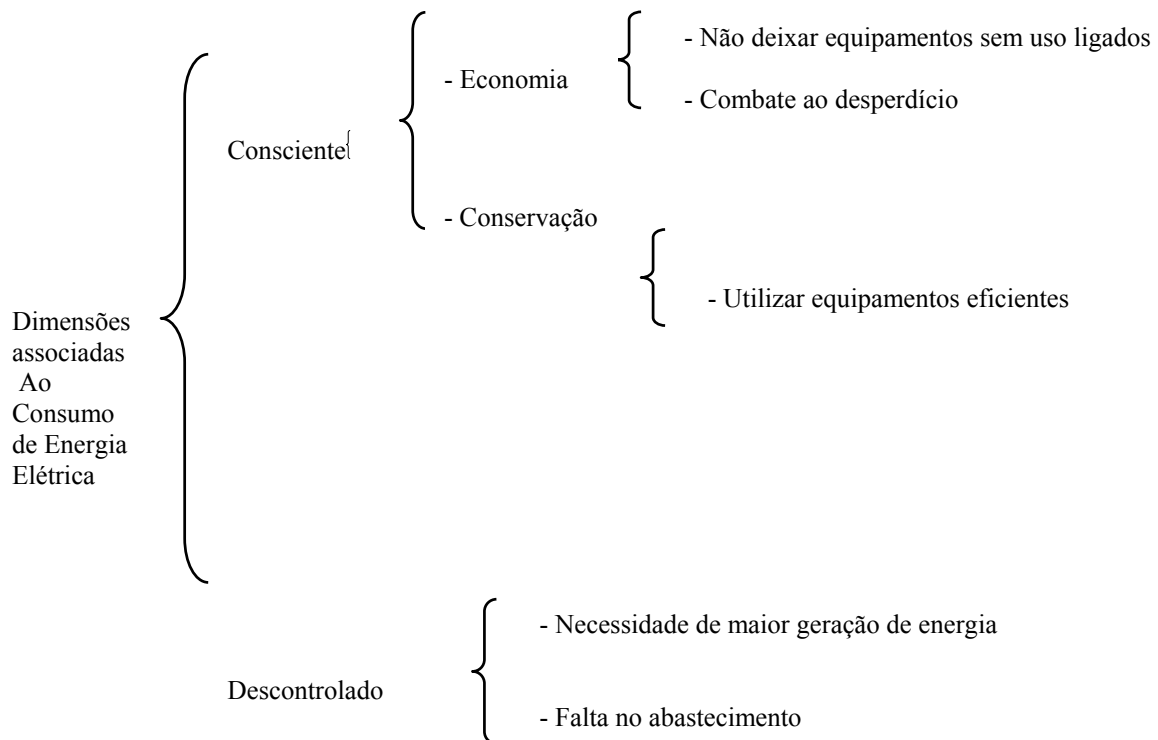 - Não deixar equipamentos sem uso ligados
- Economia
- Combate ao desperdício
Consciente
- Conservação
- Utilizar equipamentos eficientes
Dimensões
associadas
Ao
Consumo
de Energia
Elétrica
- Necessidade de maior geração de energia
Descontrolado
- Falta no abastecimento